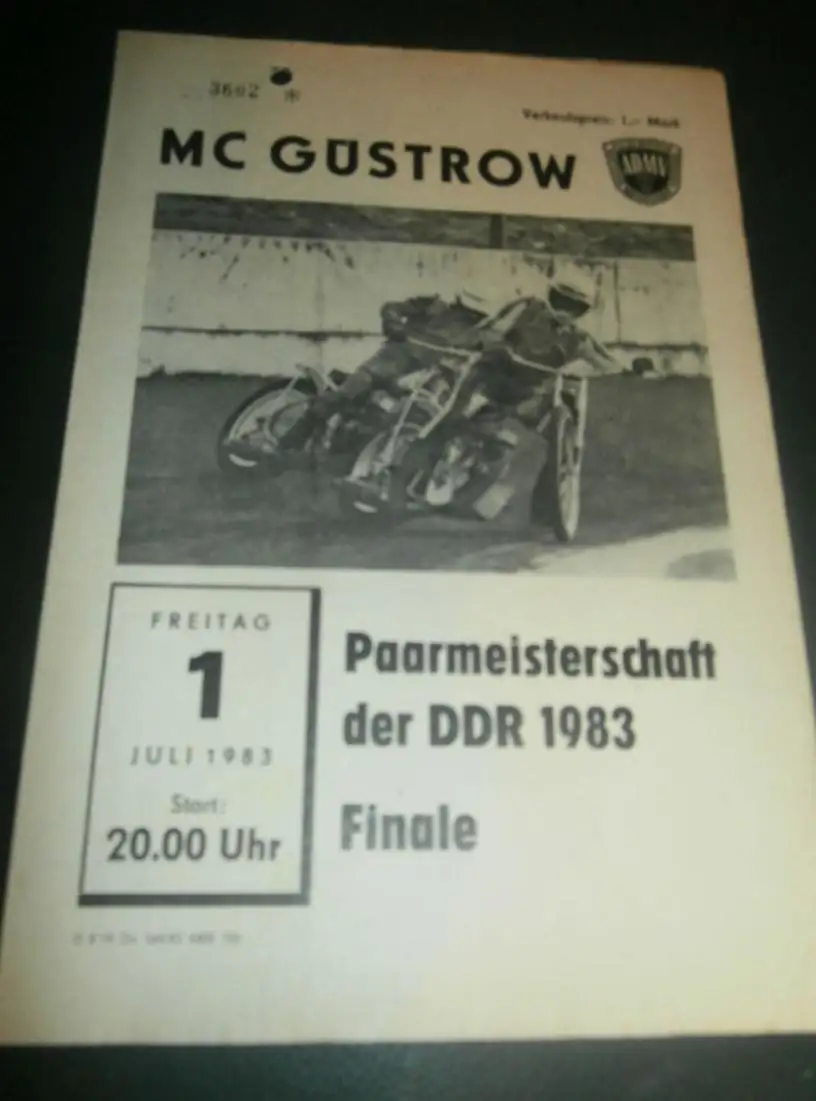 3602
Verkaufspreis: 1,– Mark
MC GÜSTROW
ADMV
FREITAG
1
JULI 1983
Start:
20.00 Uhr
Paarmeisterschaft
der DDR 1983
Finale